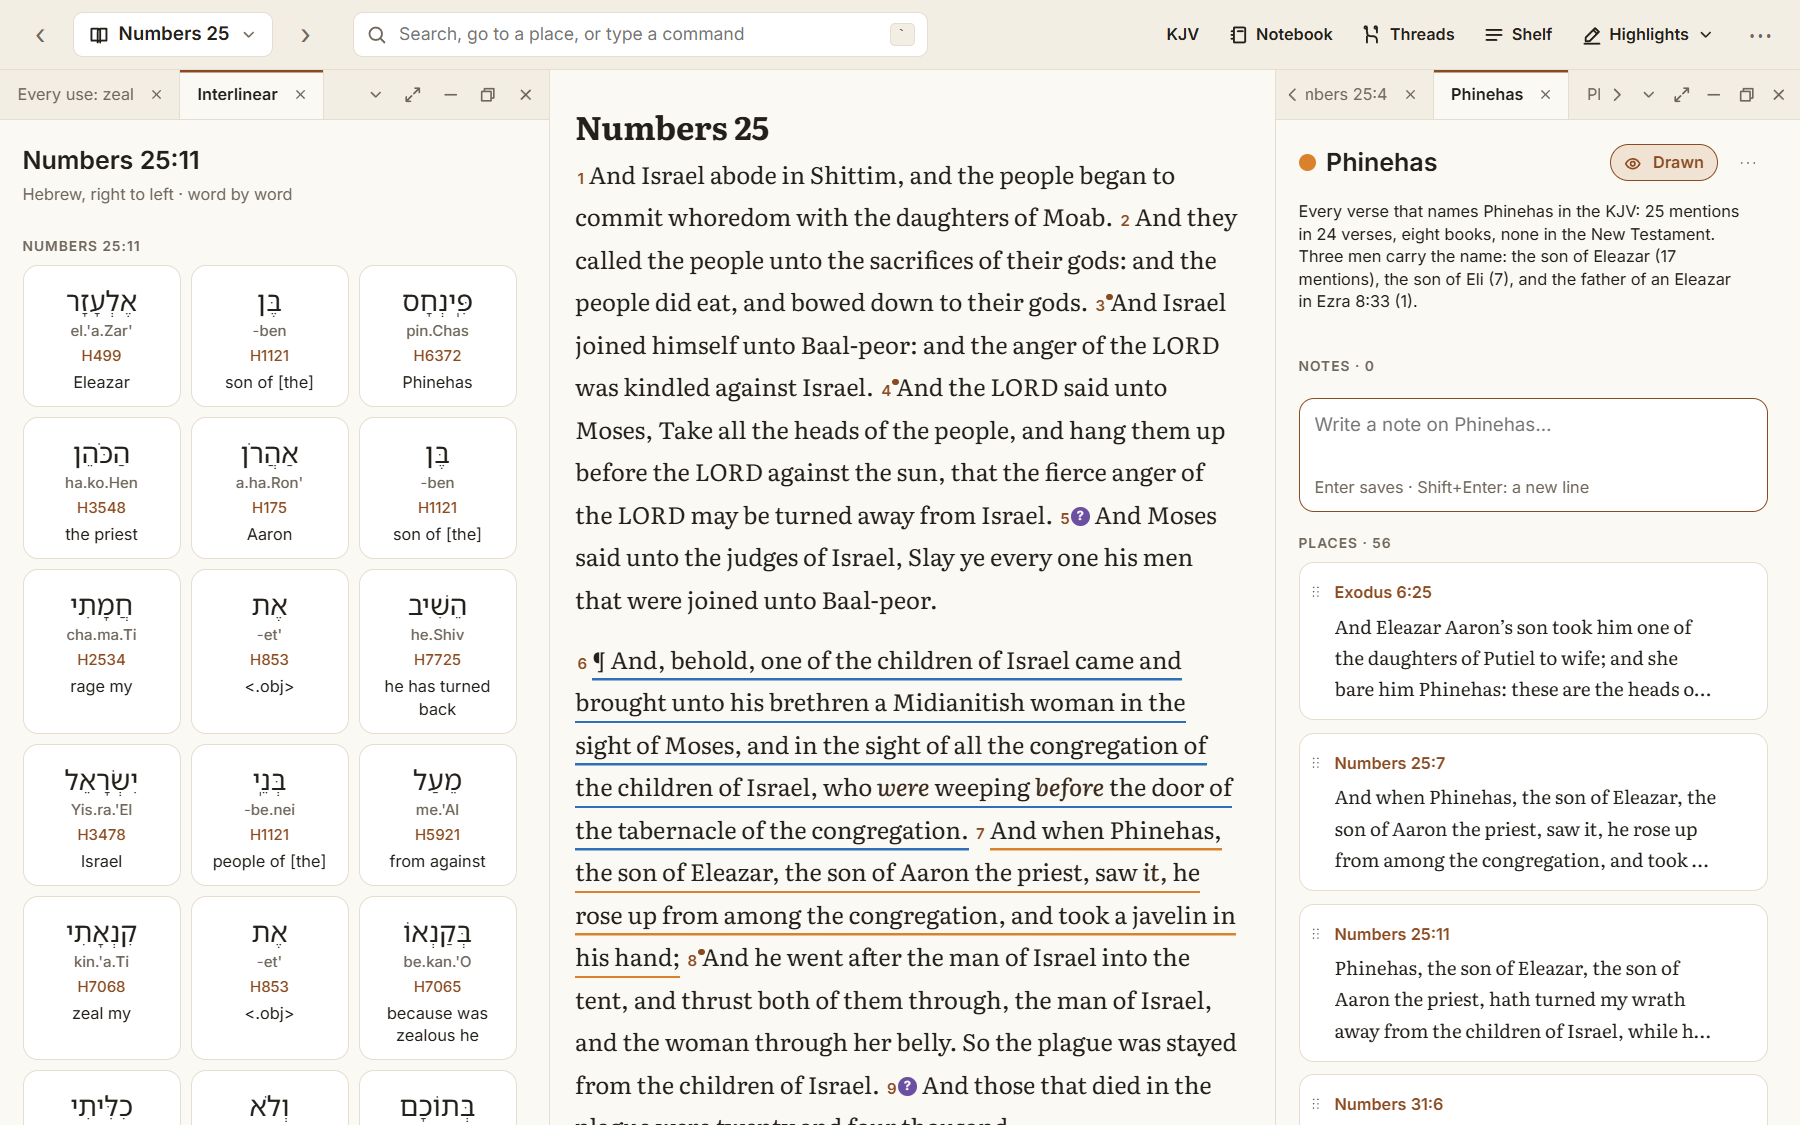 Numbers 25
Search, go to a place, or type a command `
KJV Notebook Threads Shelf Highlights
Every use: zeal Interlinear
Numbers 25:11
Hebrew, right to left · word by word
NUMBERS 25:11
פִּֽינְחָס בֶּן אֶלְעָזָר
pin.Chas -ben el.'a.Zar'
H6372 H1121 H499
Phinehas son of [the] Eleazar
בֶּן אַהֲרֹן הַכֹּהֵן
-ben a.ha.Ron' ha.ko.Hen
H1121 H175 H3548
son of [the] Aaron the priest
הֵשִׁיב אֶת חֲמָתִי
he.Shiv -et' cha.ma.Ti
H7725 H853 H2534
he has turned <.obj> rage my
back
מֵעַל בְּנֵֽי יִשְׂרָאֵל
me.'Al -be.nei Yis.ra.'El
H5921 H1121 H3478
from against people of [the] Israel
בְּקַנְאוֹ אֶת קִנְאָתִי
be.kan.'O -et' kin.'a.Ti
H7065 H853 H7068
because was <.obj> zeal my
zealous he
בְּתוֹכָם וְלֹא כִלִּיתִי
Numbers 25
1 And Israel abode in Shittim, and the people began to
commit whoredom with the daughters of Moab. 2 And they
called the people unto the sacrifices of their gods: and the
people did eat, and bowed down to their gods. 3 And Israel
joined himself unto Baal-peor: and the anger of the LORD
was kindled against Israel. 4 And the LORD said unto
Moses, Take all the heads of the people, and hang them up
before the LORD against the sun, that the fierce anger of
the LORD may be turned away from Israel. 5 ? And Moses
said unto the judges of Israel, Slay ye every one his men
that were joined unto Baal-peor.
6 ¶ And, behold, one of the children of Israel came and
brought unto his brethren a Midianitish woman in the
sight of Moses, and in the sight of all the congregation of
the children of Israel, who were weeping before the door of
the tabernacle of the congregation. 7 And when Phinehas,
the son of Eleazar, the son of Aaron the priest, saw it, he
rose up from among the congregation, and took a javelin in
his hand; 8 And he went after the man of Israel into the
tent, and thrust both of them through, the man of Israel,
and the woman through her belly. So the plague was stayed
from the children of Israel. 9 ? And those that died in the
plague were twenty and four thousand.
nbers 25:4 Phinehas Pl
Phinehas Drawn
Every verse that names Phinehas in the KJV: 25 mentions
in 24 verses, eight books, none in the New Testament.
Three men carry the name: the son of Eleazar (17
mentions), the son of Eli (7), and the father of an Eleazar
in Ezra 8:33 (1).
NOTES · 0
Write a note on Phinehas...
Enter saves · Shift+Enter: a new line
PLACES · 56
Exodus 6:25
And Eleazar Aaron’s son took him one of
the daughters of Putiel to wife; and she
bare him Phinehas: these are the heads o…
Numbers 25:7
And when Phinehas, the son of Eleazar, the
son of Aaron the priest, saw it, he rose up
from among the congregation, and took …
Numbers 25:11
Phinehas, the son of Eleazar, the son of
Aaron the priest, hath turned my wrath
away from the children of Israel, while h…
Numbers 31:6